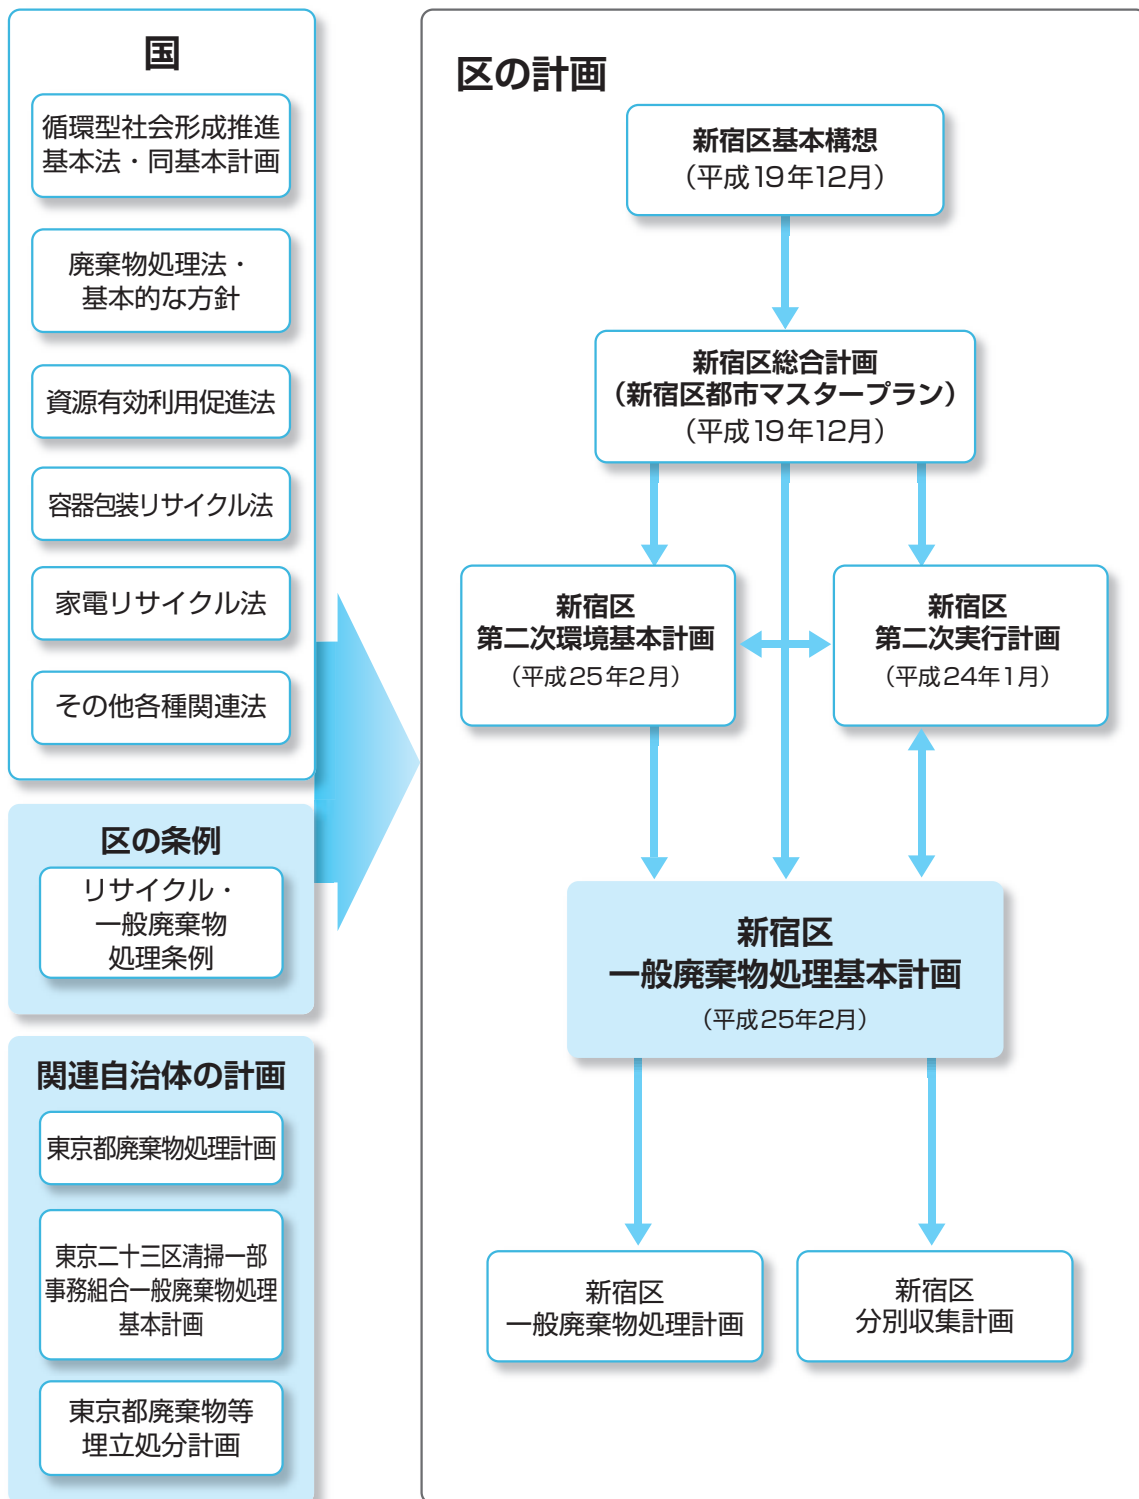 国
循環型社会形成推進
基本法・同基本計画
廃棄物処理法・
基本的な方針
資源有効利用促進法
容器包装リサイクル法
家電リサイクル法
その他各種関連法
区の条例
リサイクル・
一般廃棄物
処理条例
関連自治体の計画
東京都廃棄物処理計画
東京二十三区清掃一部
事務組合一般廃棄物処理
基本計画
東京都廃棄物等
埋立処分計画
区の計画
新宿区基本構想
（平成19年12月）
新宿区総合計画
（新宿区都市マスタープラン）
（平成19年12月）
新宿区
第二次環境基本計画
（平成25年2月）
新宿区
第二次実行計画
（平成24年1月）
新宿区
一般廃棄物処理基本計画
（平成25年2月）
新宿区
一般廃棄物処理計画
新宿区
分別収集計画